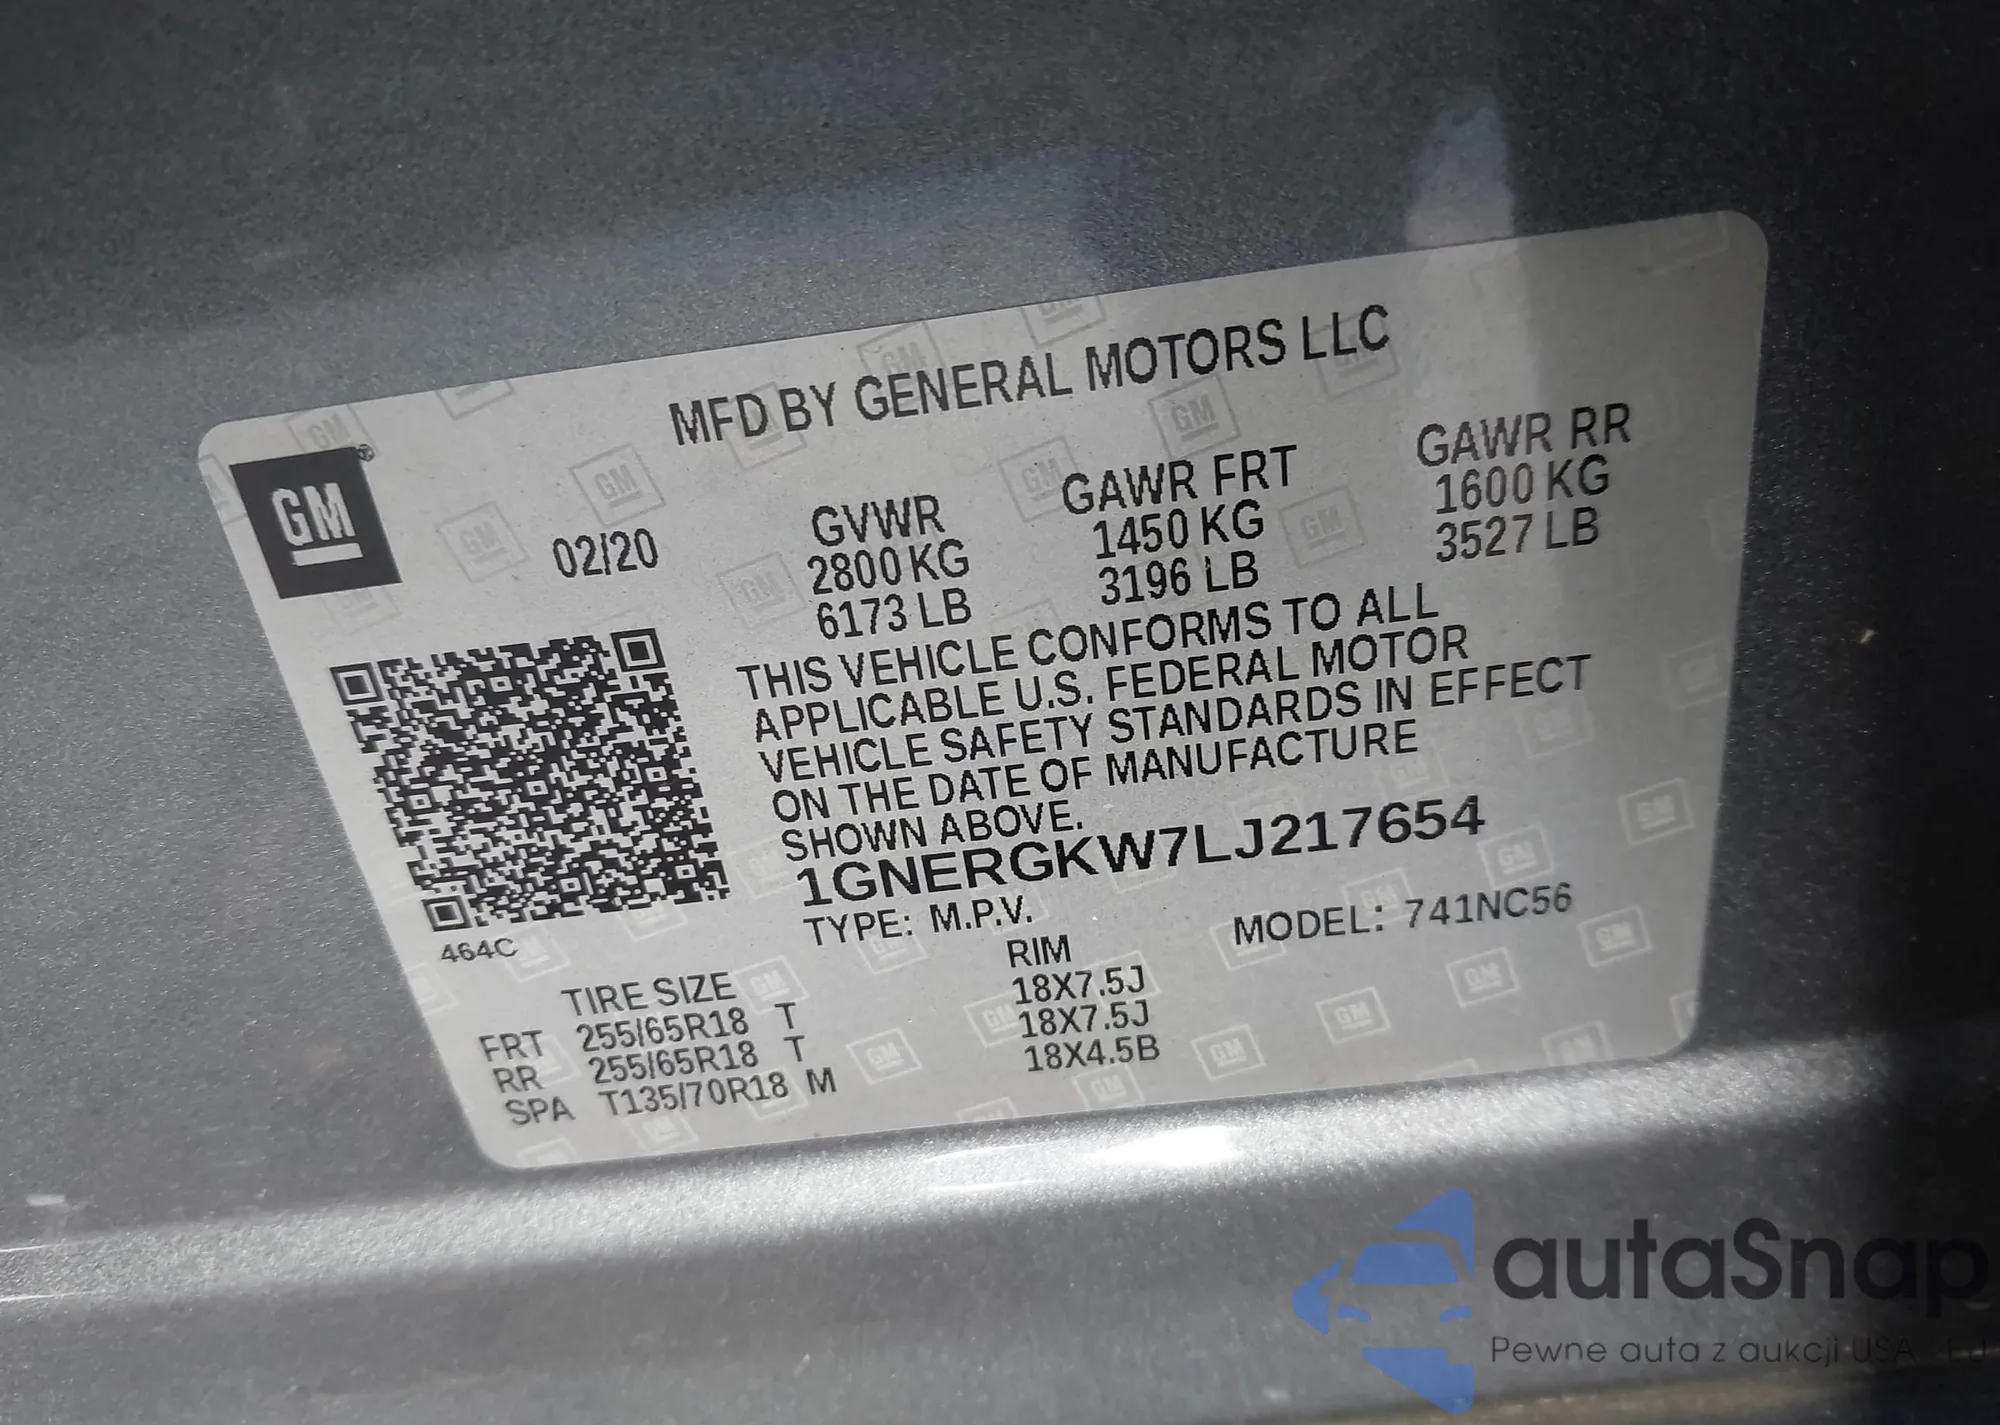 MFD BY GENERAL MOTORS LLC
GM®
02/20
GVWR
2800 KG
6173 LB
GAWR FRT
1450 KG
3196 LB
GAWR RR
1600 KG
3527 LB
THIS VEHICLE CONFORMS TO ALL
APPLICABLE U.S. FEDERAL MOTOR
VEHICLE SAFETY STANDARDS IN EFFECT
ON THE DATE OF MANUFACTURE
SHOWN ABOVE.
1GNERGKW7LJ217654
TYPE: M.P.V.
MODEL: 741NC56
464C
TIRE SIZE RIM
FRT 255/65R18 T 18X7.5J
RR 255/65R18 T 18X7.5J
SPA T135/70R18 M 18X4.5B
autaSnap
Pewne auta z aukcji USA